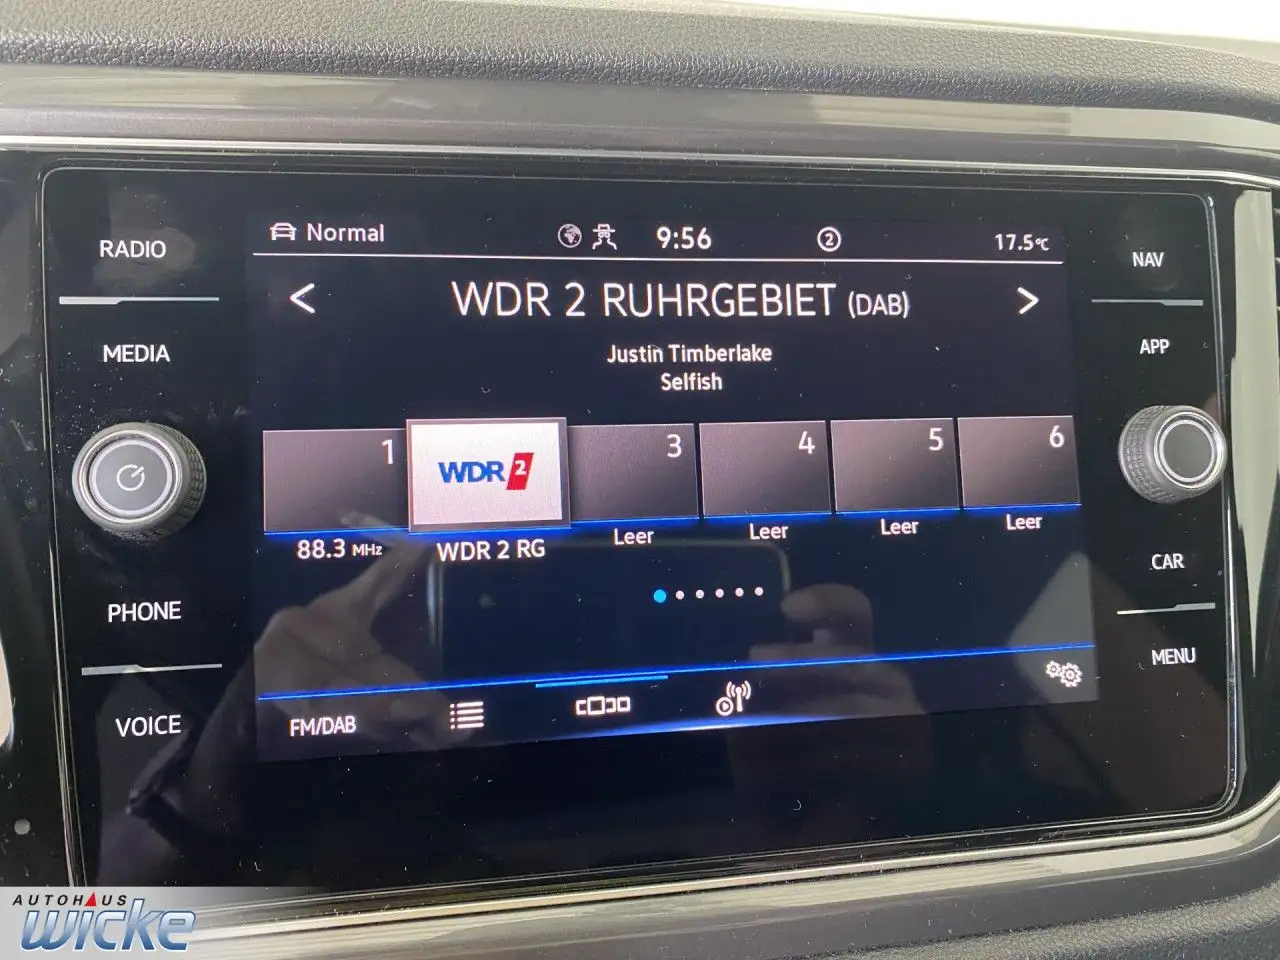 Normal
9:56
2
17.5°C
RADIO
MEDIA
PHONE
VOICE
< WDR 2 RUHRGEBIET (DAB) >
Justin Timberlake
Selfish
1
WDR 2
3
4
5
6
88.3 MHz
WDR 2 RG
Leer
Leer
Leer
Leer
FM/DAB
NAV
APP
CAR
MENU
AUTOHAUS
wicke